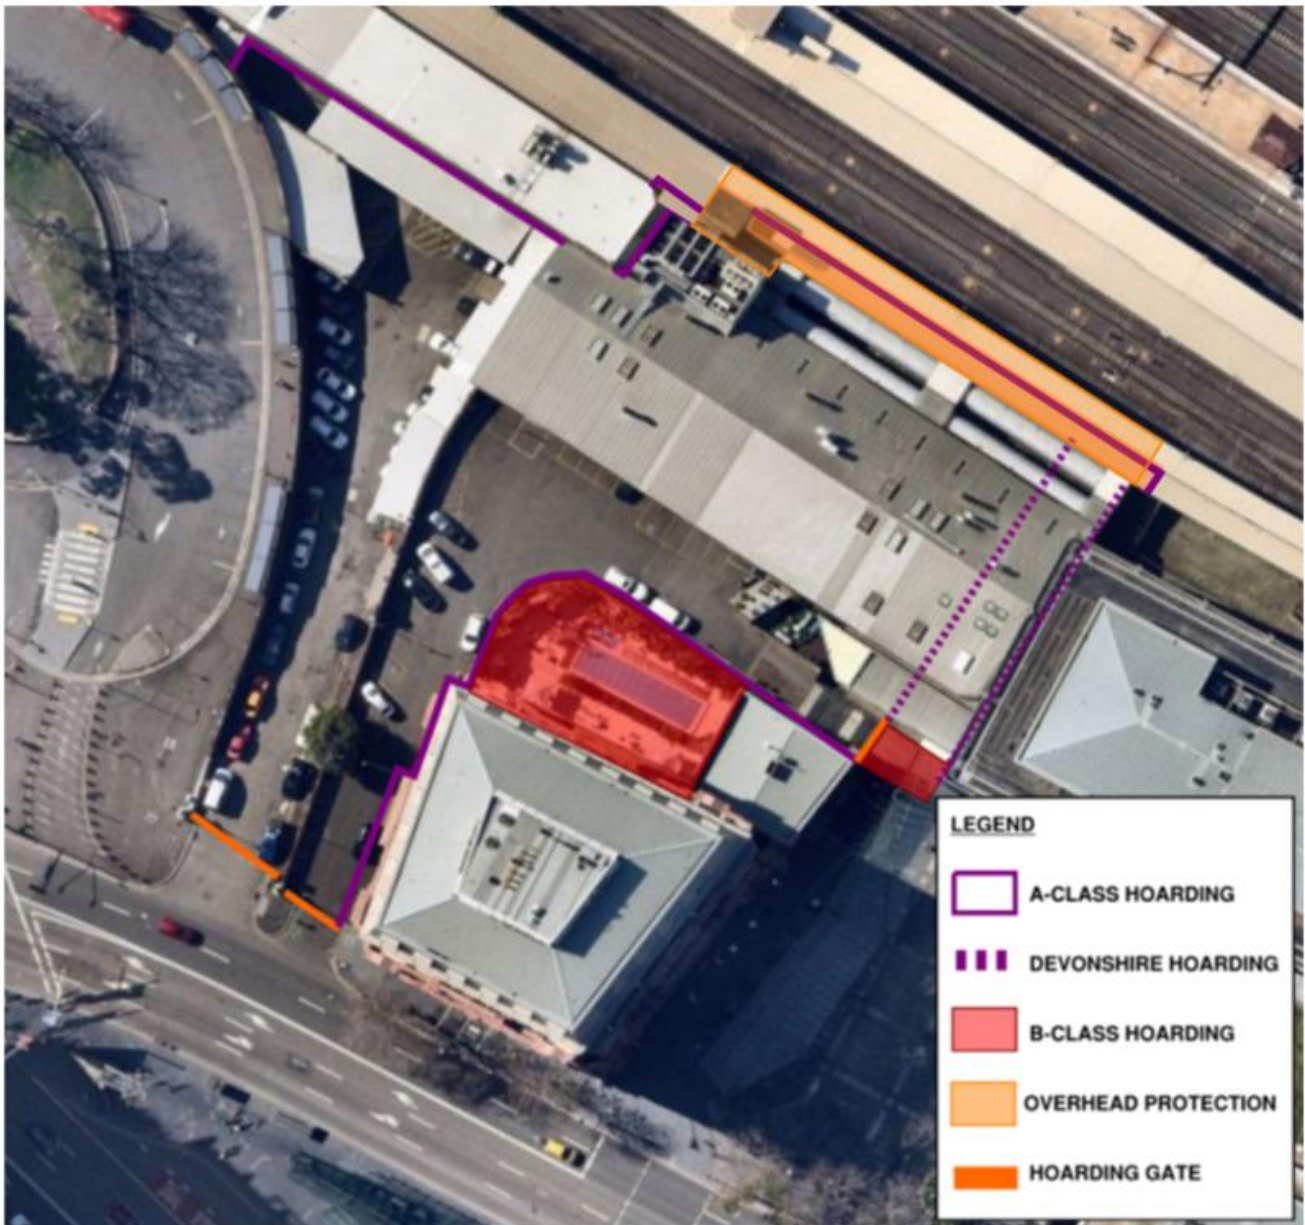 LEGEND
A-CLASS HOARDING
DEVONSHIRE HOARDING
B-CLASS HOARDING
OVERHEAD PROTECTION
HOARDING GATE